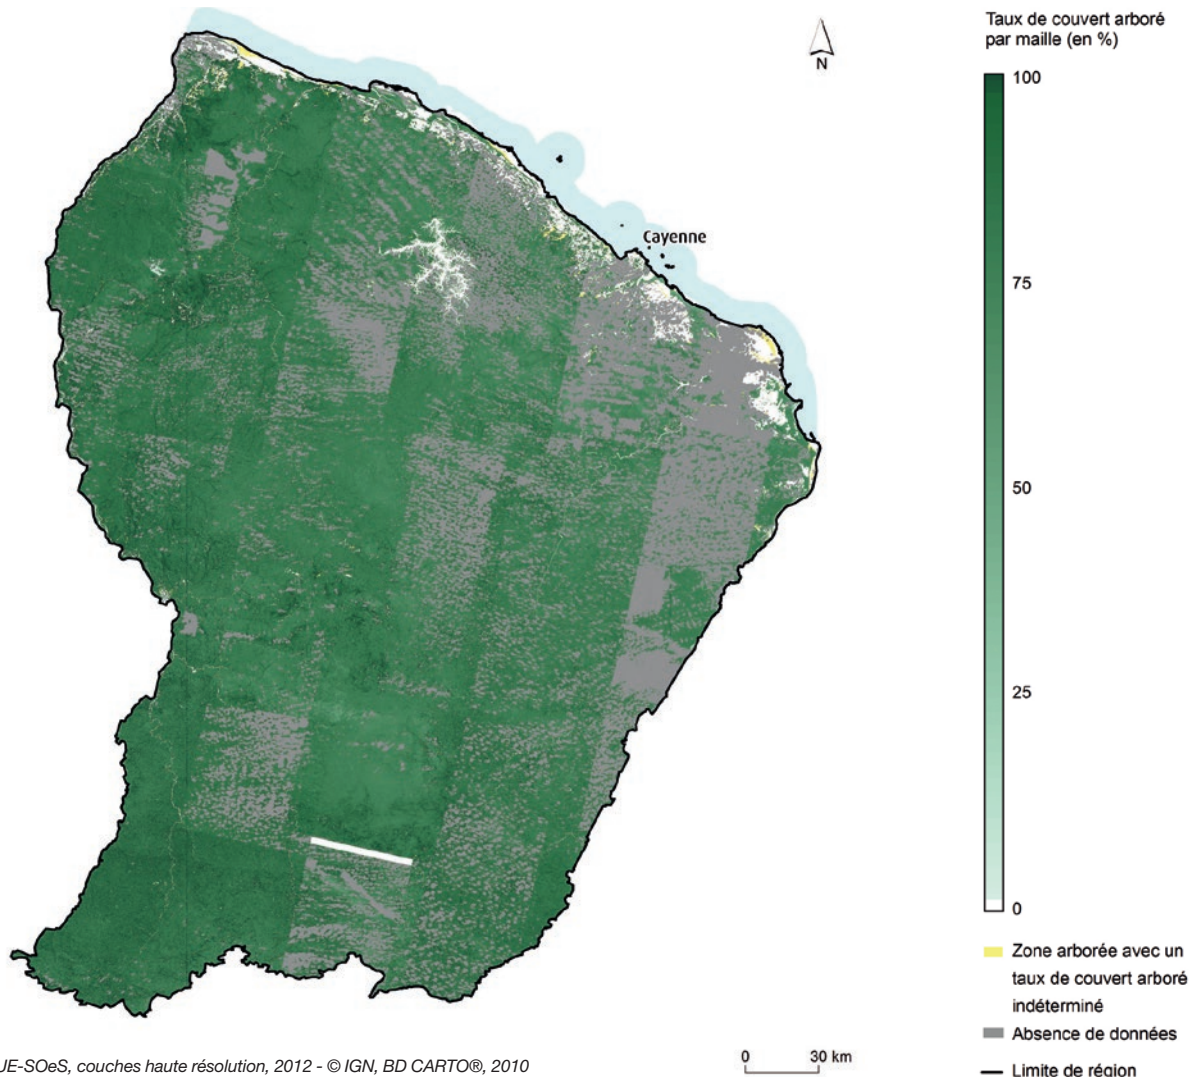 Taux de couvert arboré
par maille (en %)
N
100
Cayenne
75
50
25
0
Zone arborée avec un
taux de couvert arboré
indéterminé
Absence de données
Limite de région
0 30 km
UE-SOeS, couches haute résolution, 2012 - © IGN, BD CARTO®, 2010